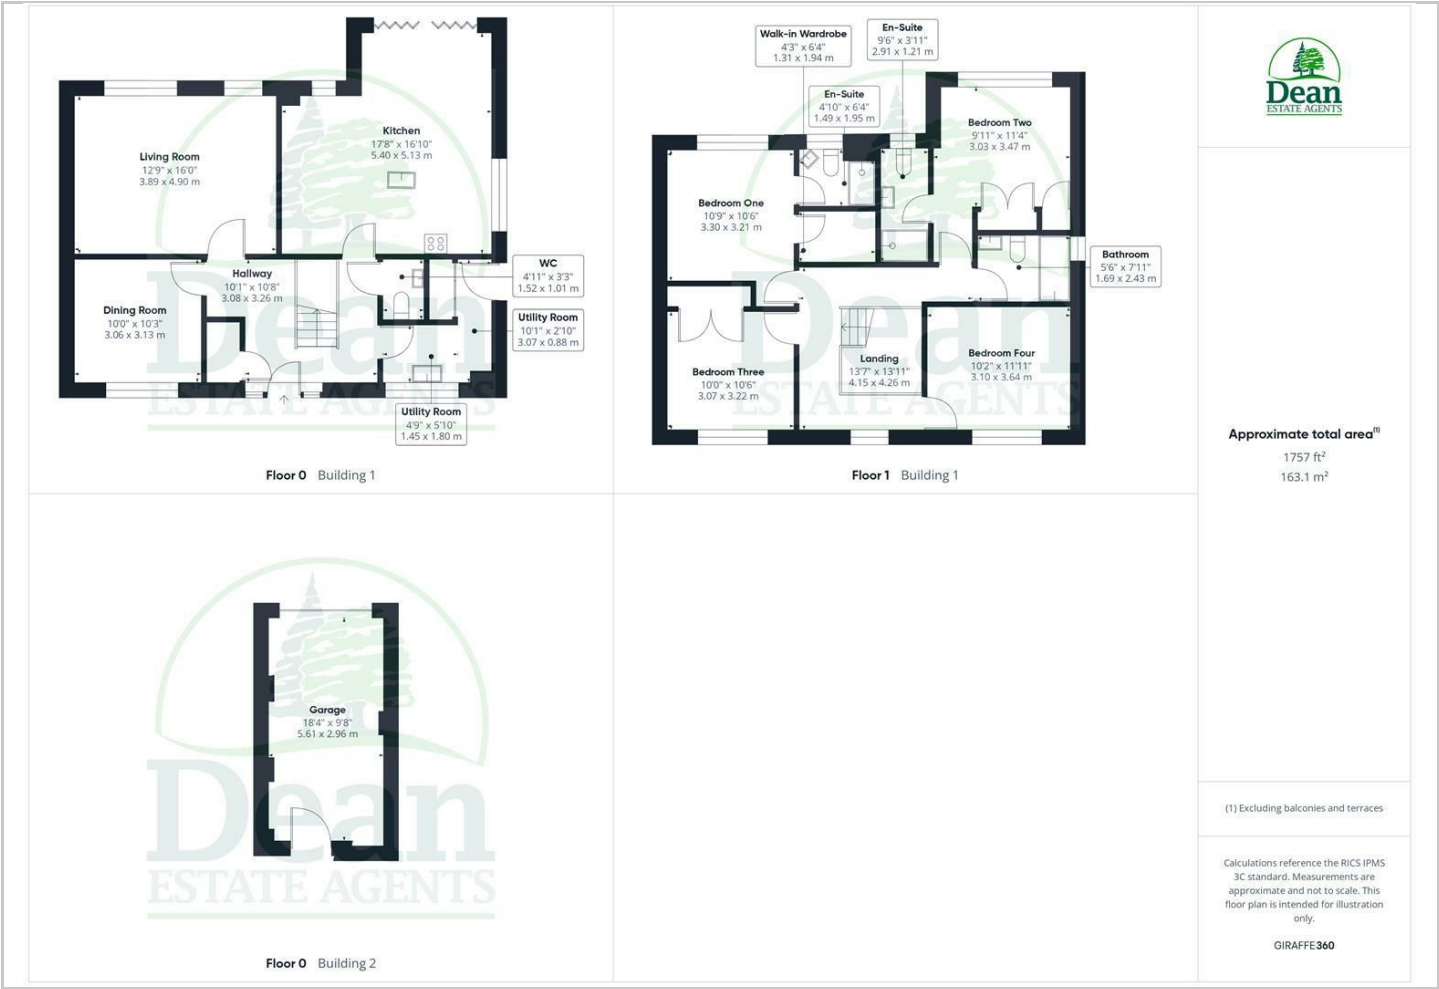 Living Room
12'9" x 16'0"
3.89 x 4.90 m
Kitchen
17'8" x 16'10"
5.40 x 5.13 m
Hallway
10'1" x 10'8"
3.08 x 3.26 m
Dining Room
10'0" x 10'3"
3.06 x 3.13 m
WC
4'11" x 3'3"
1.52 x 1.01 m
Utility Room
10'1" x 2'10"
3.07 x 0.88 m
Utility Room
4'9" x 5'10"
1.45 x 1.80 m
Dean
ESTATE AGENTS
Floor 0 Building 1
Walk-in Wardrobe
4'3" x 6'4"
1.31 x 1.94 m
En-Suite
9'6" x 3'11"
2.91 x 1.21 m
En-Suite
4'10" x 6'4"
1.49 x 1.95 m
Bedroom Two
9'11" x 11'4"
3.03 x 3.47 m
Bedroom One
10'9" x 10'6"
3.30 x 3.21 m
Bathroom
5'6" x 7'11"
1.69 x 2.43 m
Bedroom Three
10'0" x 10'6"
3.07 x 3.22 m
Landing
13'7" x 13'11"
4.15 x 4.26 m
Bedroom Four
10'2" x 11'11"
3.10 x 3.64 m
Dean
ESTATE AGENTS
Floor 1 Building 1
Garage
18'4" x 9'8"
5.61 x 2.96 m
Dean
ESTATE AGENTS
Floor 0 Building 2
Dean
ESTATE AGENTS
Approximate total area(1)
1757 ft²
163.1 m²
(1) Excluding balconies and terraces
Calculations reference the RICS IPMS
3C standard. Measurements are
approximate and not to scale. This
floor plan is intended for illustration
only.
GIRAFFE360